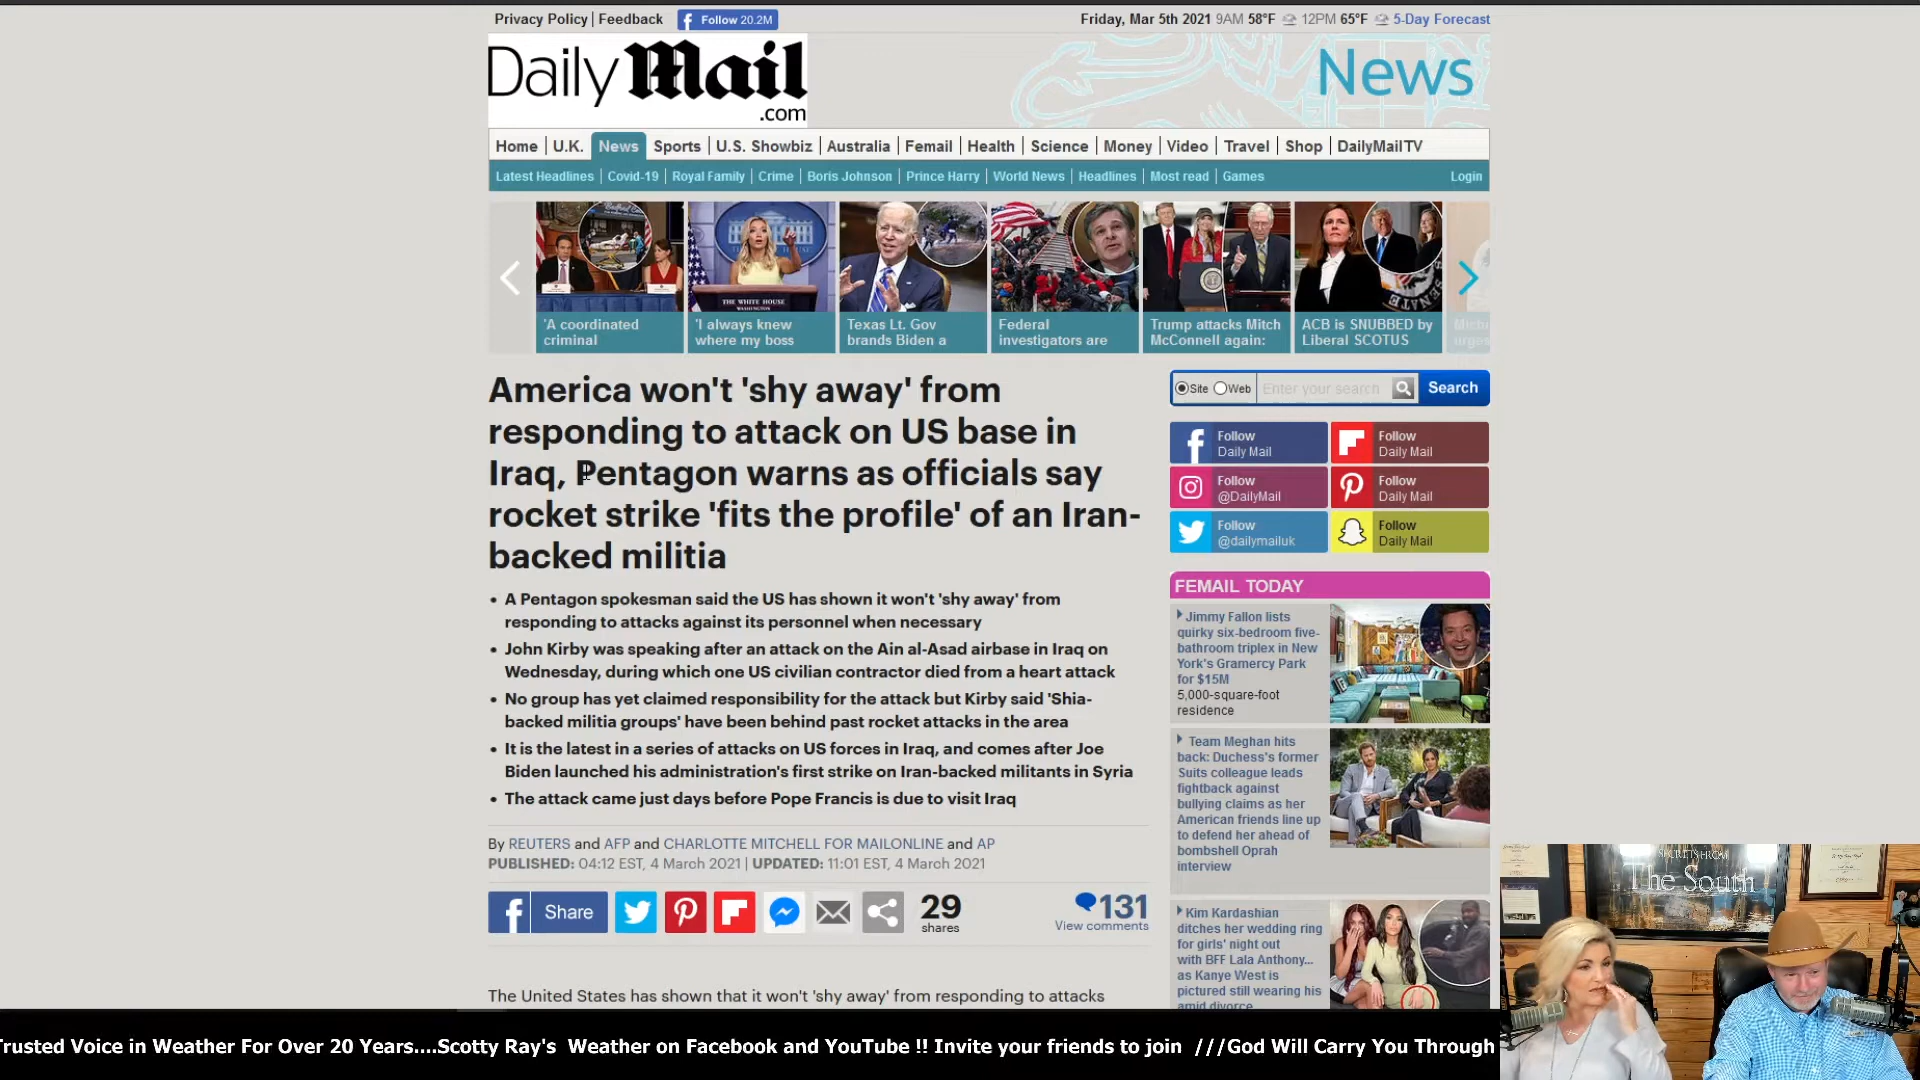 Privacy Policy | Feedback
Follow 20.2M
Friday, Mar 5th 2021 9AM 58°F 12PM 65°F 5-Day Forecast
Daily Mail
.com
News
Home | U.K. News Sports | U.S. Showbiz | Australia | Femail | Health | Science | Money | Video | Travel | Shop | DailyMailTV
Latest Headlines | Covid-19 | Royal Family | Crime | Boris Johnson | Prince Harry | World News | Headlines | Most read | Games
Login
THE WHITE HOUSE
WASHINGTON
SENATE
'A coordinated
criminal
'I always knew
where my boss
Texas Lt. Gov
brands Biden a
Federal
investigators are
Trump attacks Mitch
McConnell again:
ACB is SNUBBED by
Liberal SCOTUS
America won't 'shy away' from
responding to attack on US base in
Iraq, Pentagon warns as officials say
rocket strike 'fits the profile' of an Iran-
backed militia
• A Pentagon spokesman said the US has shown it won't 'shy away' from
responding to attacks against its personnel when necessary
• John Kirby was speaking after an attack on the Ain al-Asad airbase in Iraq on
Wednesday, during which one US civilian contractor died from a heart attack
• No group has yet claimed responsibility for the attack but Kirby said 'Shia-
backed militia groups' have been behind past rocket attacks in the area
• It is the latest in a series of attacks on US forces in Iraq, and comes after Joe
Biden launched his administration's first strike on Iran-backed militants in Syria
• The attack came just days before Pope Francis is due to visit Iraq
By REUTERS and AFP and CHARLOTTE MITCHELL FOR MAILONLINE and AP
PUBLISHED: 04:12 EST, 4 March 2021 | UPDATED: 11:01 EST, 4 March 2021
Share
29
shares
131
View comments
The United States has shown that it won't 'shy away' from responding to attacks
Site Web Enter your search Search
Follow
Daily Mail
Follow
Daily Mail
Follow
@DailyMail
Follow
Daily Mail
Follow
@dailymailuk
Follow
Daily Mail
FEMAIL TODAY
Jimmy Fallon lists
quirky six-bedroom five-
bathroom triplex in New
York's Gramercy Park
for $15M
5,000-square-foot
residence
Team Meghan hits
back: Duchess's former
Suits colleague leads
fightback against
bullying claims as her
American friends line up
to defend her ahead of
bombshell Oprah
interview
Kim Kardashian
ditches her wedding ring
for girls' night out
with BFF Lala Anthony...
as Kanye West is
pictured still wearing his
amid divorce
SECRETS FROM
The South
Trusted Voice in Weather For Over 20 Years....Scotty Ray's Weather on Facebook and YouTube !! Invite your friends to join ///God Will Carry You Through